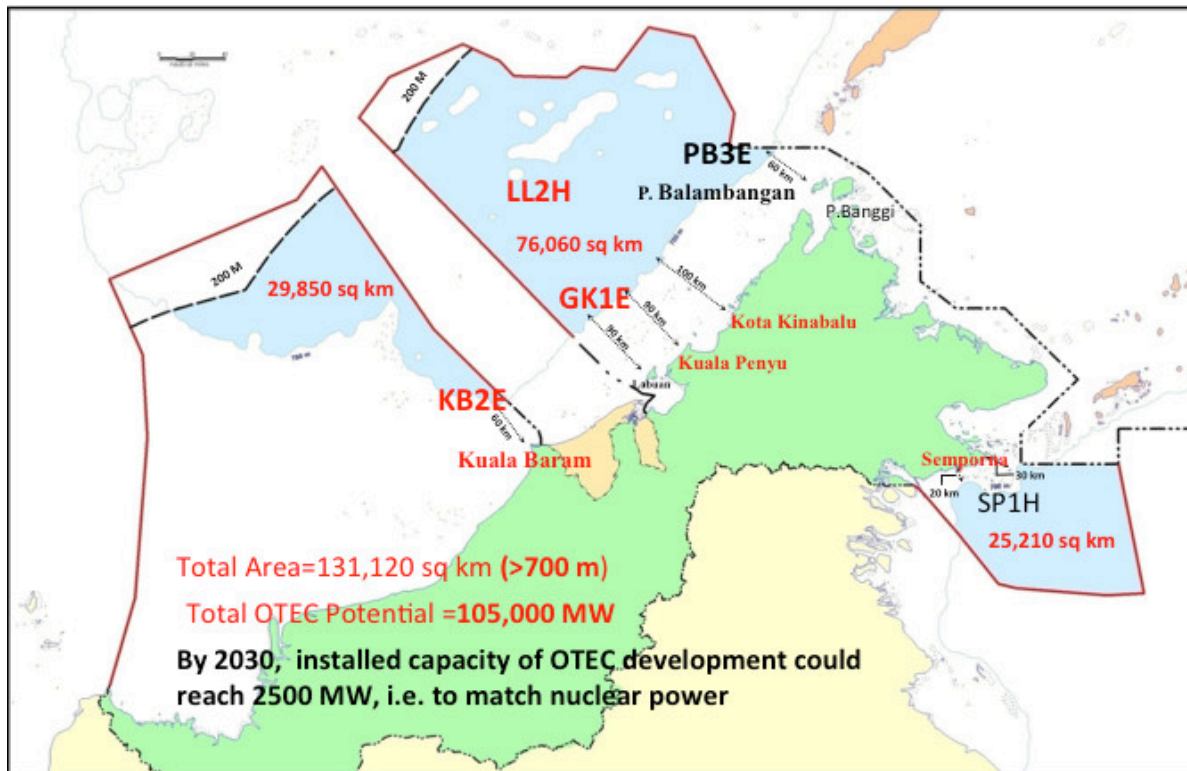 200 M
PB3E
60 km
P. Balambangan
P.Banggi
LL2H
76,060 sq km
200 M
29,850 sq km
700 m
100 km
GK1E
90 km
90 km
Kota Kinabalu
700 m
Kuala Penyu
Labuan
KB2E
60 km
Kuala Baram
Semporna
30 km
20 km
700 m
SP1H
25,210 sq km
Total Area=131,120 sq km (>700 m)
Total OTEC Potential =105,000 MW
By 2030, installed capacity of OTEC development could
reach 2500 MW, i.e. to match nuclear power